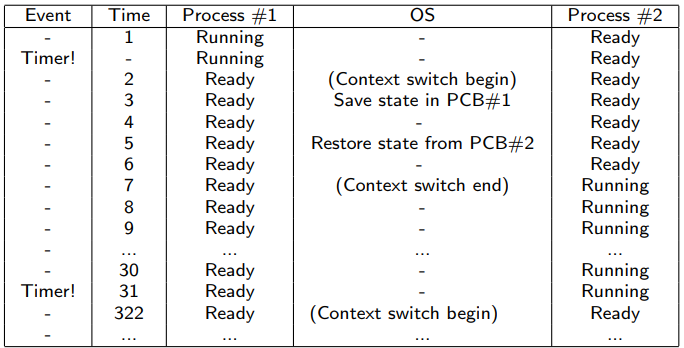 Event Time Process #1 OS Process #2
- 1 Running - Ready
Timer! - Running Ready
- 2 Ready (Context switch begin) Ready
- 3 Ready Save state in PCB#1 Ready
- 4 Ready - Ready
- 5 Ready Restore state from PCB#2 Ready
- 6 Ready - Ready
- 7 Ready (Context switch end) Running
- 8 Ready - Running
- 9 Ready - Running
- ... ... ... ...
- 30 Ready - Running
Timer! 31 Ready - Running
- 322 Ready (Context switch begin) Ready
- ... ... ... ...